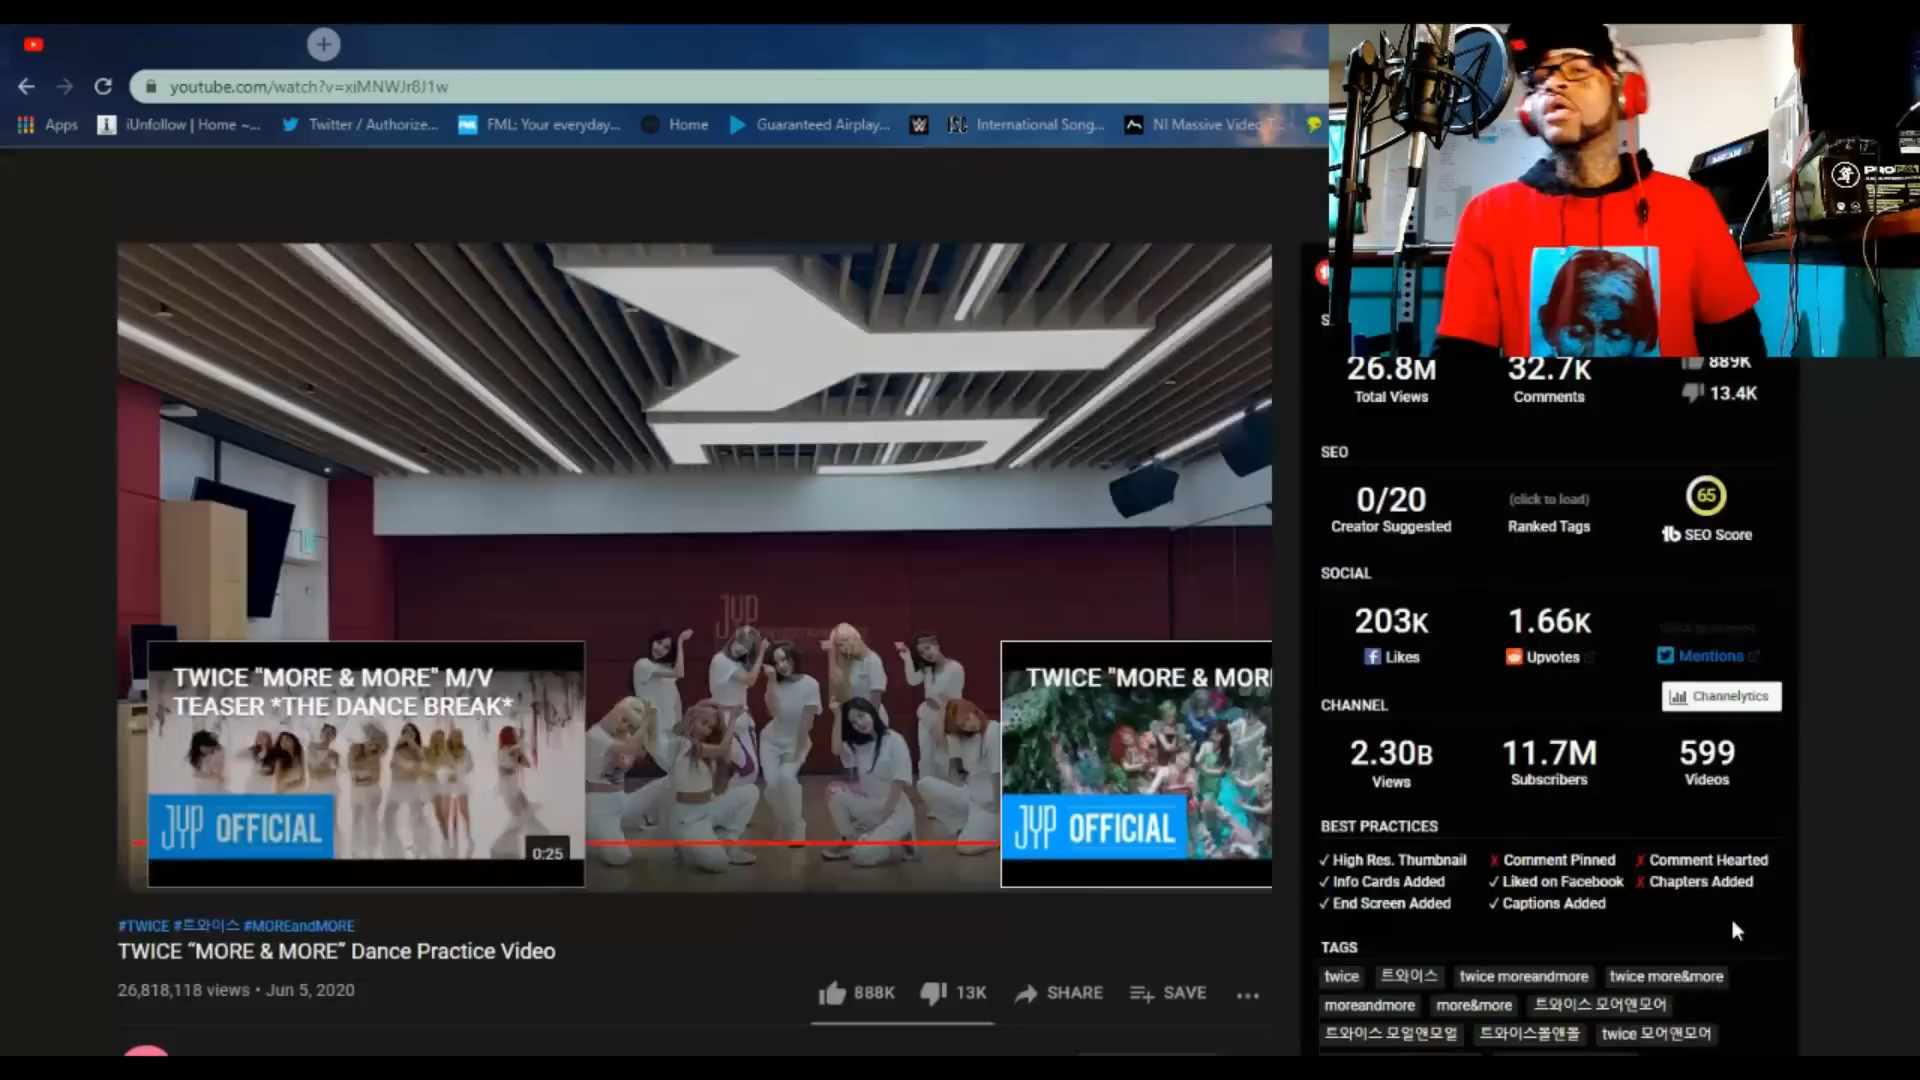 youtube.com/watch?v=xiMNWJr8J1w
Apps
iUnfollow | Home ~...
Twitter / Authorize...
FML: Your everyday...
Home
Guaranteed Airplay...
International Song...
NI Massive Video T...
JYP
TWICE "MORE & MORE" M/V
TEASER *THE DANCE BREAK*
JYP OFFICIAL
0:25
TWICE "MORE & MOR
JYP OFFICIAL
#TWICE #트와이스 #MOREandMORE
TWICE “MORE & MORE” Dance Practice Video
26,818,118 views • Jun 5, 2020
888K
13K
SHARE
SAVE
26.8M
Total Views
32.7K
Comments
889K
13.4K
SEO
0/20
Creator Suggested
(click to load)
Ranked Tags
65
SEO Score
SOCIAL
203K
Likes
1.66K
Upvotes
Mentions
CHANNEL
Channelytics
2.30B
Views
11.7M
Subscribers
599
Videos
BEST PRACTICES
✓ High Res. Thumbnail ✗ Comment Pinned ✗ Comment Hearted
✓ Info Cards Added ✓ Liked on Facebook ✗ Chapters Added
✓ End Screen Added ✓ Captions Added
TAGS
twice 트와이스 twice moreandmore twice more&more
moreandmore more&more 트와이스 모어앤모어
트와이스 모얼앤모얼 트와이스몰앤몰 twice 모어앤모어